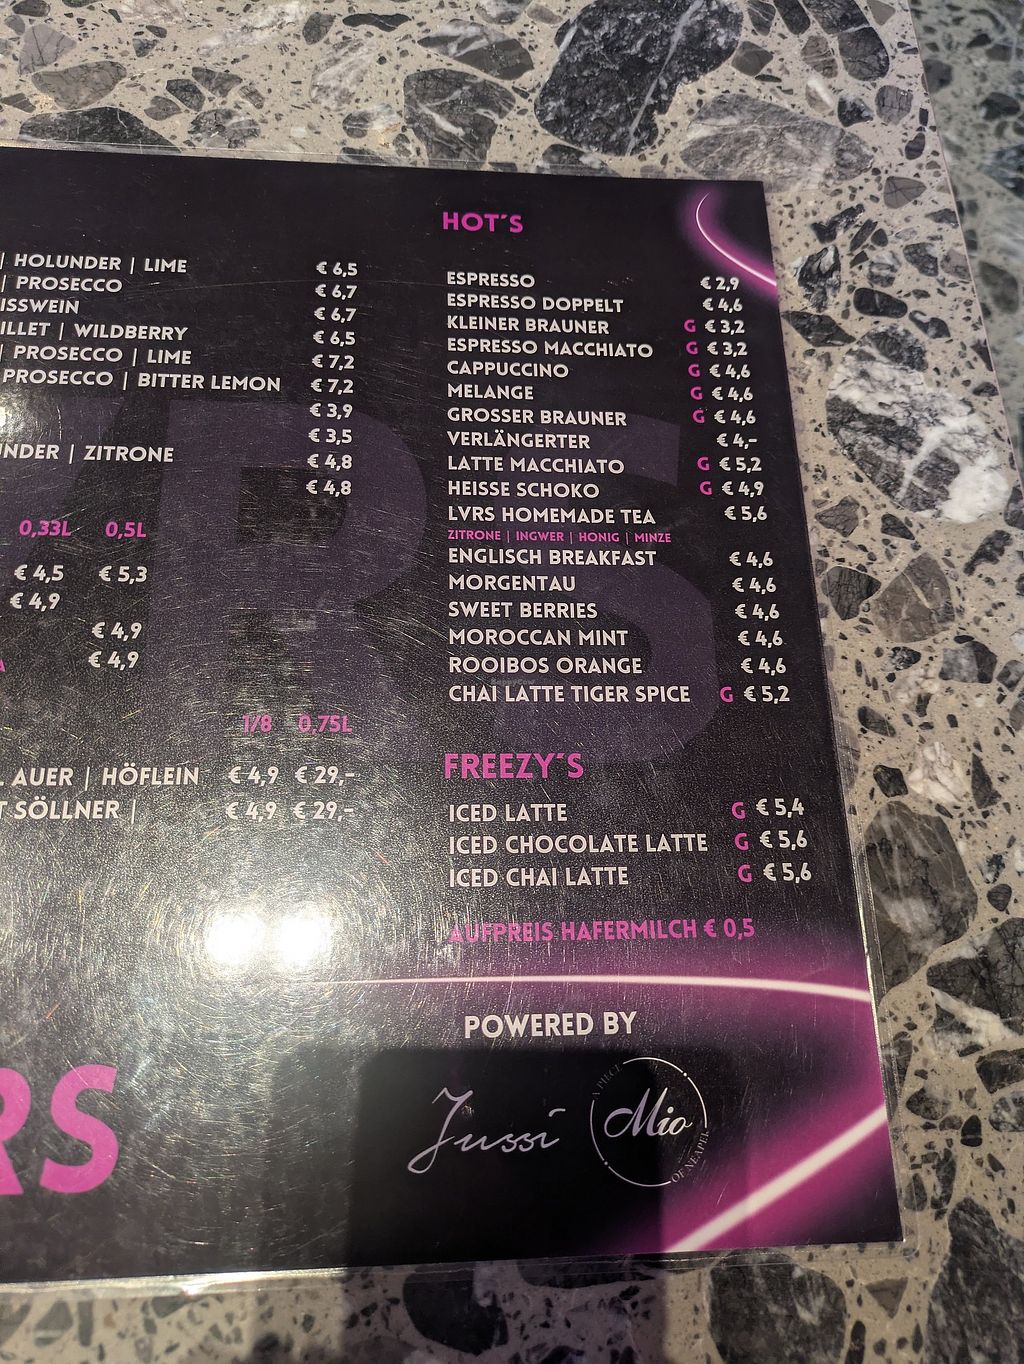 | HOLUNDER | LIME € 6,5
| PROSECCO € 6,7
ISSWEIN € 6,7
ILLET | WILDBERRY € 6,5
| PROSECCO | LIME € 7,2
PROSECCO | BITTER LEMON € 7,2
€ 3,9
€ 3,5
NDER | ZITRONE € 4,8
€ 4,8
0,33L 0,5L
€ 4,5 € 5,3
€ 4,9
€ 4,9
A € 4,9
1/8 0,75L
. AUER | HÖFLEIN € 4,9 € 29,-
T SÖLLNER | € 4,9 € 29,-
RS
HOT´S
ESPRESSO € 2,9
ESPRESSO DOPPELT € 4,6
KLEINER BRAUNER G € 3,2
ESPRESSO MACCHIATO G € 3,2
CAPPUCCINO G € 4,6
MELANGE G € 4,6
GROSSER BRAUNER G € 4,6
VERLÄNGERTER € 4,-
LATTE MACCHIATO G € 5,2
HEISSE SCHOKO G € 4,9
LVRS HOMEMADE TEA € 5,6
ZITRONE | INGWER | HONIG | MINZE
ENGLISCH BREAKFAST € 4,6
MORGENTAU € 4,6
SWEET BERRIES € 4,6
MOROCCAN MINT € 4,6
ROOIBOS ORANGE € 4,6
CHAI LATTE TIGER SPICE G € 5,2
FREEZY´S
ICED LATTE G € 5,4
ICED CHOCOLATE LATTE G € 5,6
ICED CHAI LATTE G € 5,6
AUFPREIS HAFERMILCH € 0,5
POWERED BY
Jussi
A PIECE
Mio
OF NEAPEL